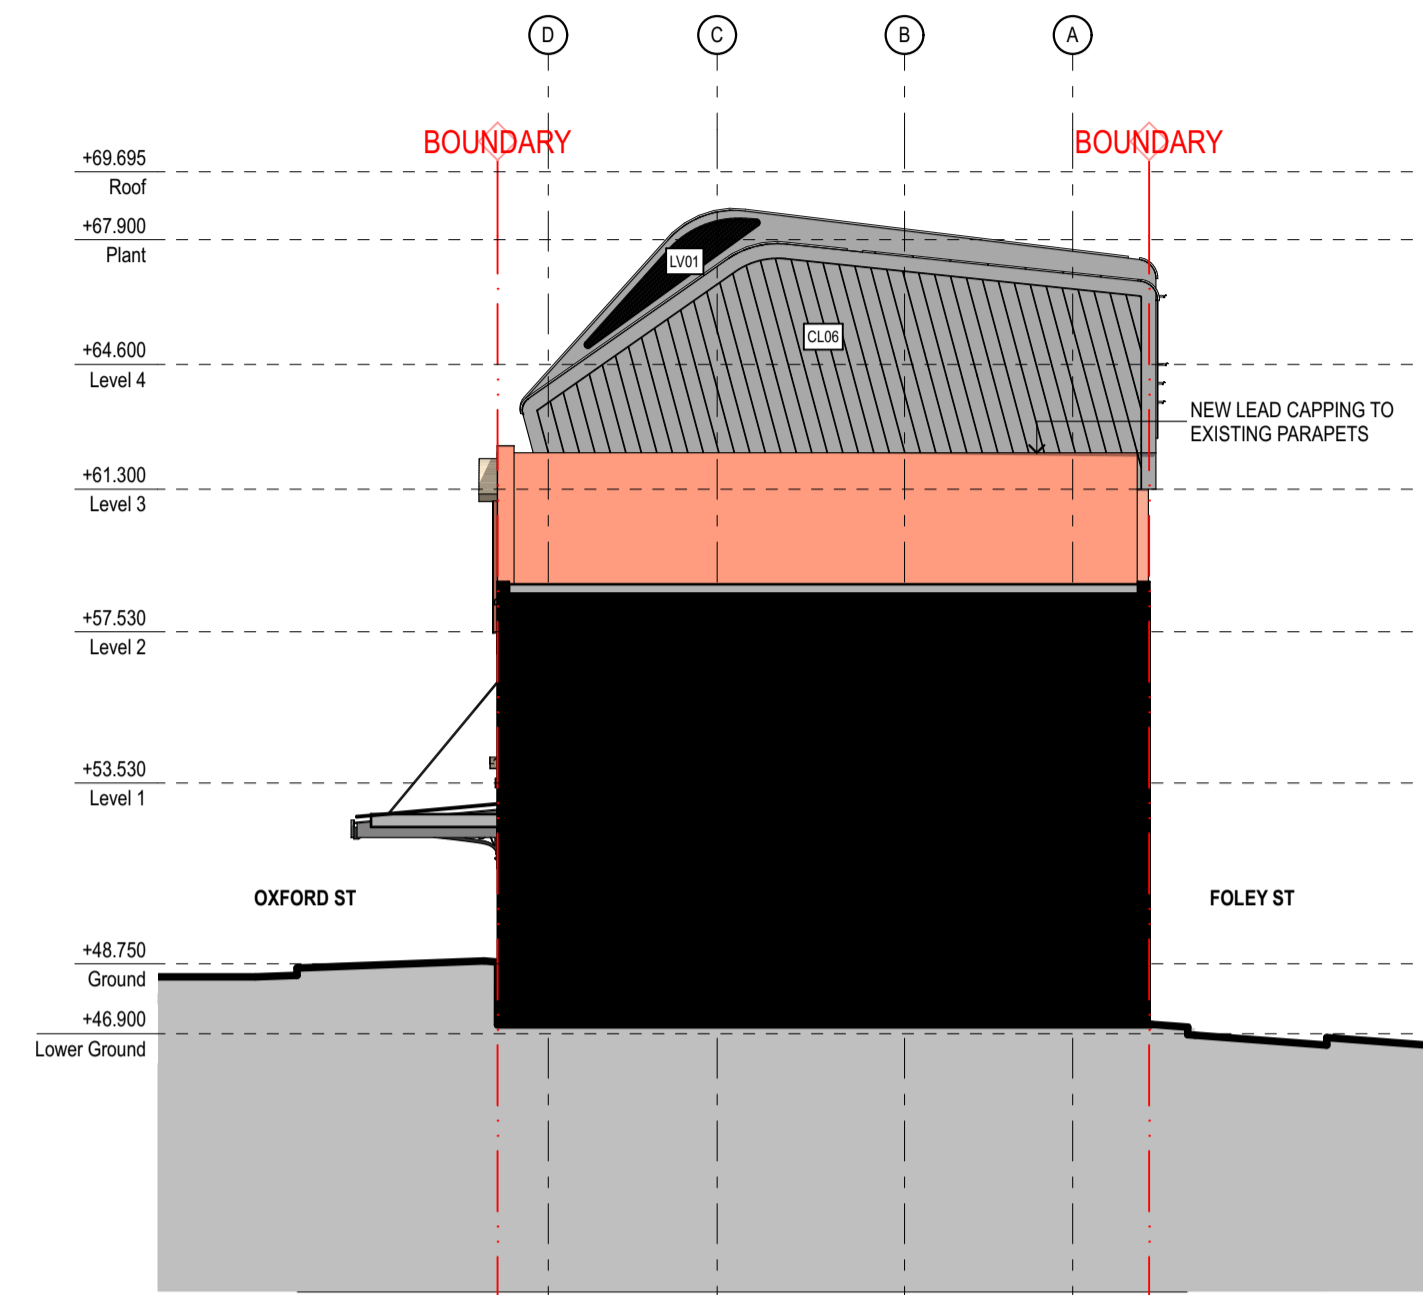 D
C
B
A
BOUNDARY
BOUNDARY
+69.695
Roof
+67.900
Plant
LV01
CL06
+64.600
Level 4
NEW LEAD CAPPING TO
EXISTING PARAPETS
+61.300
Level 3
+57.530
Level 2
+53.530
Level 1
OXFORD ST
FOLEY ST
+48.750
Ground
+46.900
Lower Ground